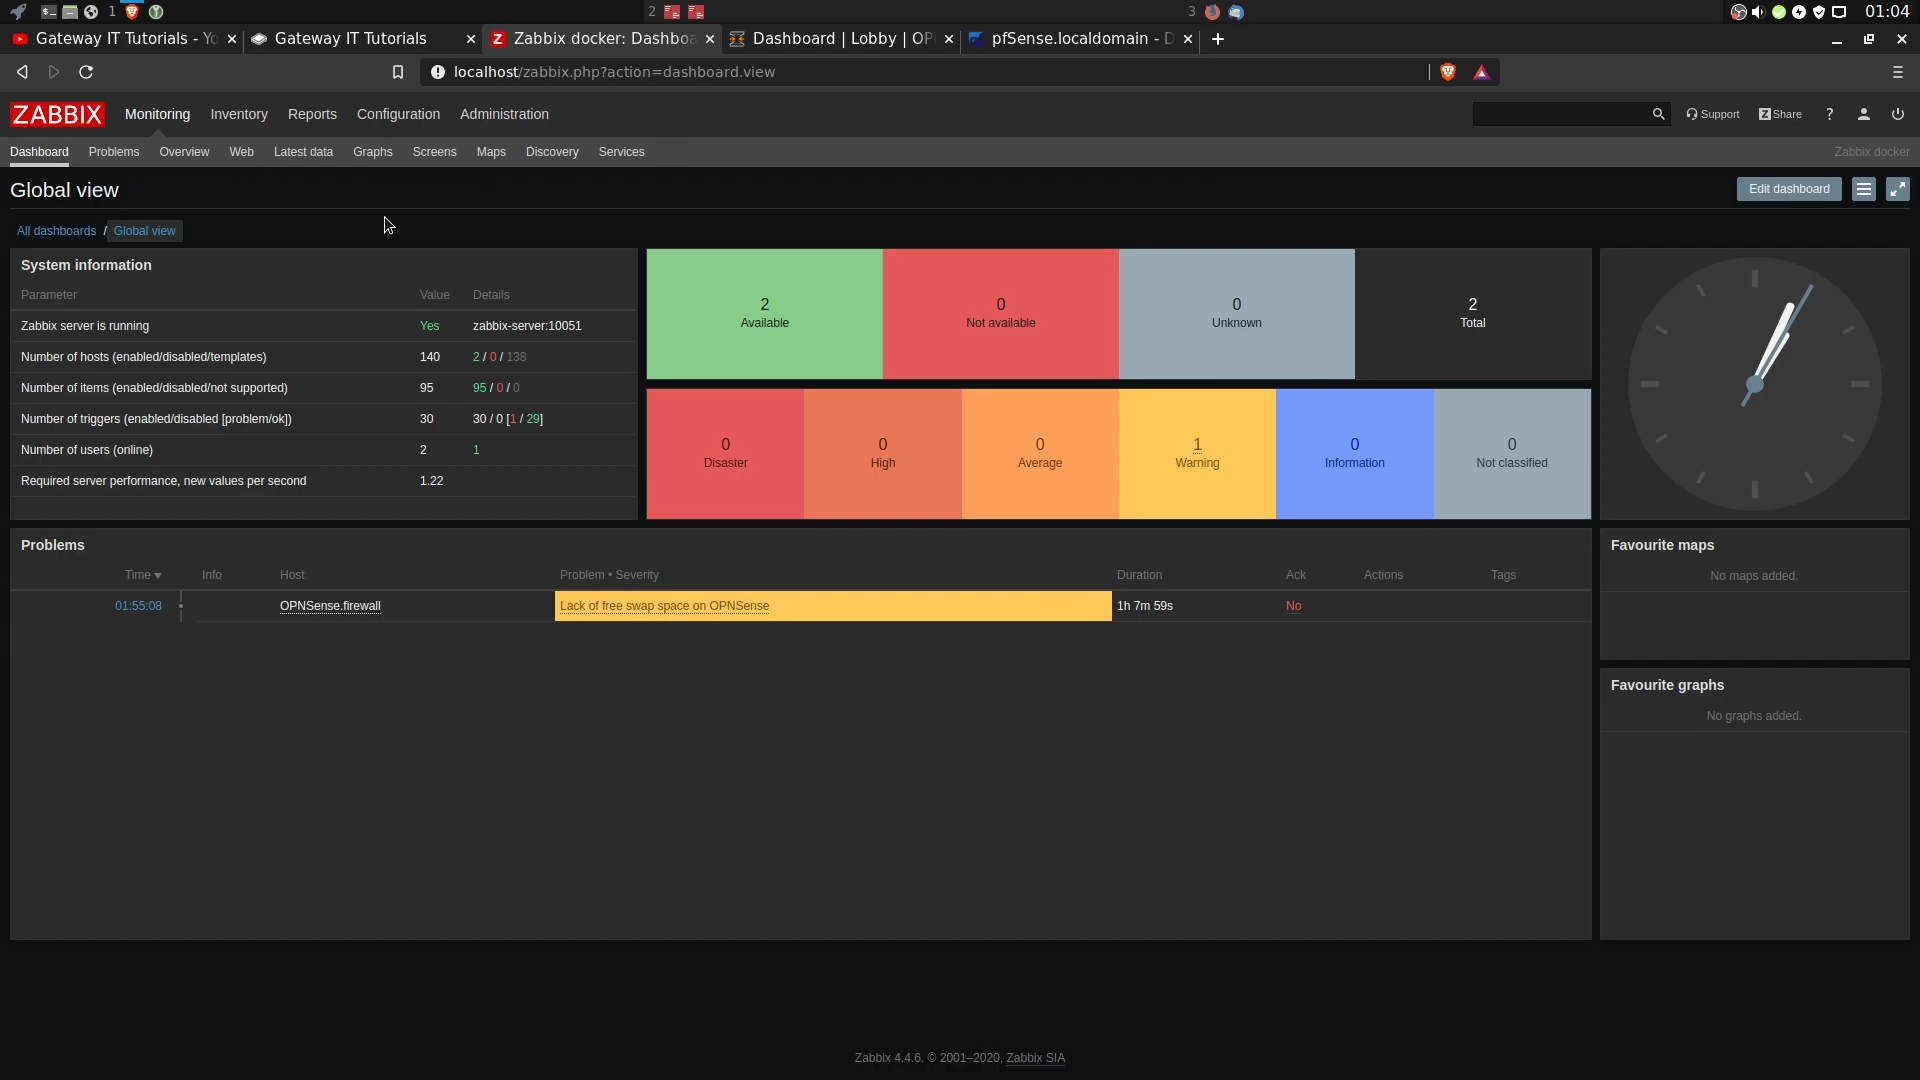 1
2
3
01:04
Gateway IT Tutorials - Yo
Gateway IT Tutorials
Zabbix docker: Dashboa
Dashboard | Lobby | OP
pfSense.localdomain - D
localhost/zabbix.php?action=dashboard.view
ZABBIX
Monitoring
Inventory
Reports
Configuration
Administration
Support
Z Share
?
Dashboard
Problems
Overview
Web
Latest data
Graphs
Screens
Maps
Discovery
Services
Zabbix docker
Global view
Edit dashboard
All dashboards / Global view
System information
Parameter Value Details
Zabbix server is running Yes zabbix-server:10051
Number of hosts (enabled/disabled/templates) 140 2 / 0 / 138
Number of items (enabled/disabled/not supported) 95 95 / 0 / 0
Number of triggers (enabled/disabled [problem/ok]) 30 30 / 0 [1 / 29]
Number of users (online) 2 1
Required server performance, new values per second 1.22
2
Available
0
Not available
0
Unknown
2
Total
0
Disaster
0
High
0
Average
1
Warning
0
Information
0
Not classified
Problems
Time Info Host Problem • Severity Duration Ack Actions Tags
01:55:08 OPNSense.firewall Lack of free swap space on OPNSense 1h 7m 59s No
Favourite maps
No maps added.
Favourite graphs
No graphs added.
Zabbix 4.4.6. © 2001–2020, Zabbix SIA